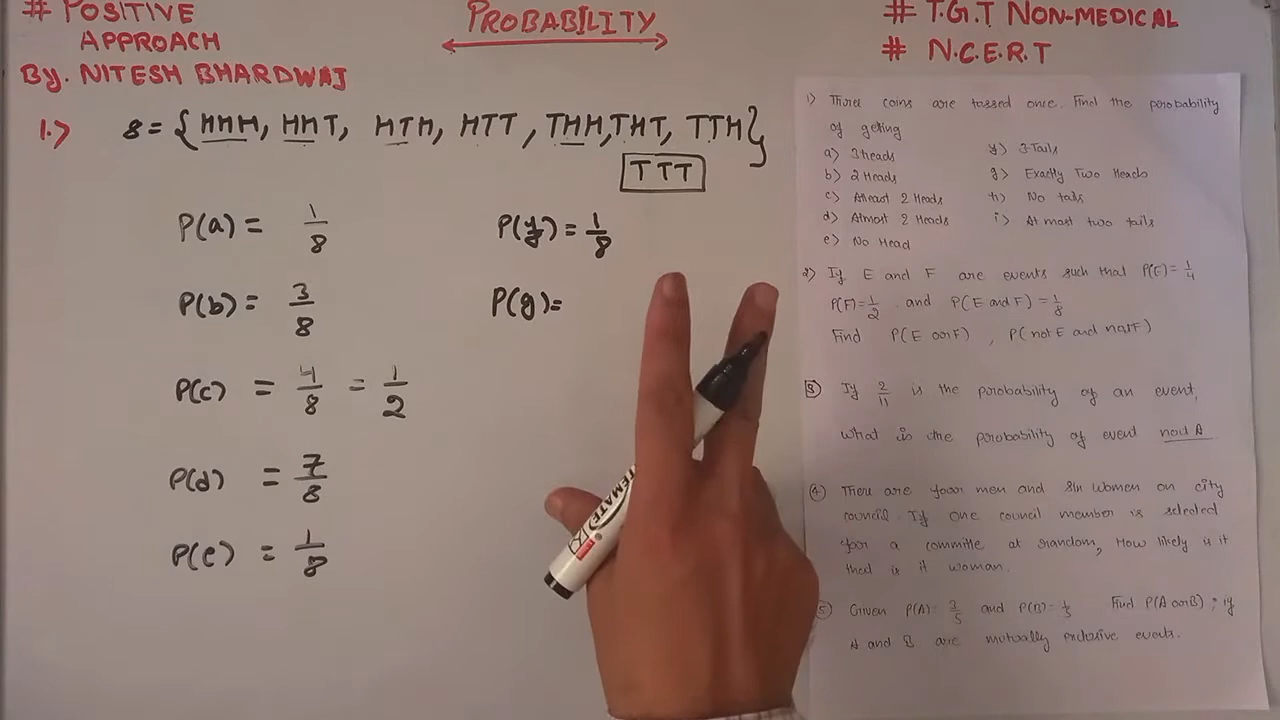 # POSITIVE
APPROACH
By. NITESH BHARDWAJ
PROBABILITY
# T.G.T NON-MEDICAL
# N.C.E.R.T
1.> 8 = {HHH, HHT, HTH, HTT, THH, THT, TTH}
TTT
P(a) = 1/8
P(b) = 3/8
P(c) = 4/8 = 1/2
P(d) = 7/8
P(e) = 1/8
P(f) = 1/8
P(g) =
TEMATE
1) Three coins are tossed once. Find the probability
of geting
a) 3 heads
b) 2 Heads
c) Atleast 2 Heads
d) Atmost 2 Heads
e) No Head
f) 3 Tails
g) Exactly Two Heads
h) No tails
i) At most two tails
2) If E and F are events such that P(E)=1/4
P(F)=1/2 and P(E and F)=1/8
Find P(E or F), P(not E and not F)
3 If 2/11 is the probability of an event,
what is the probability of event not A
4 There are four men and six women on city
council. If one council member is selected
for a committe at random, How likely is it
that is it woman.
5 Given P(A)=3/5 and P(B)=1/5 Find P(A or B); if
A and B are mutually exclusive events.